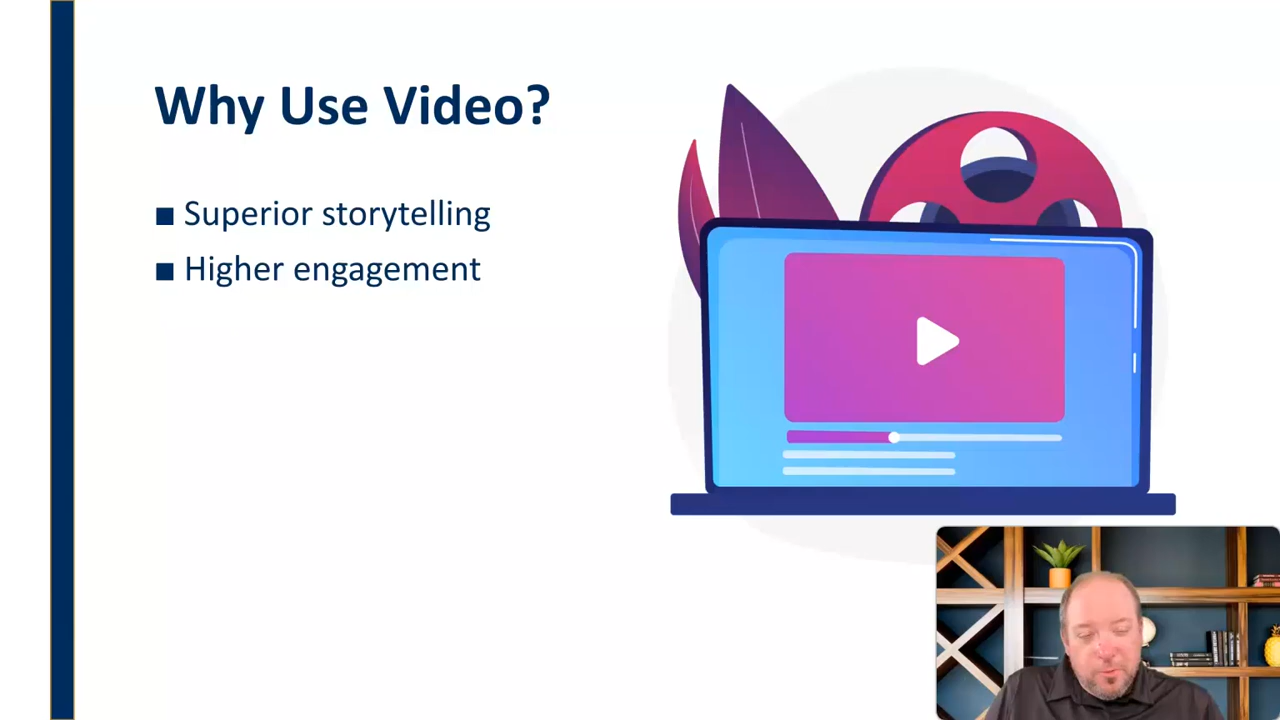 Why Use Video?
■ Superior storytelling
■ Higher engagement